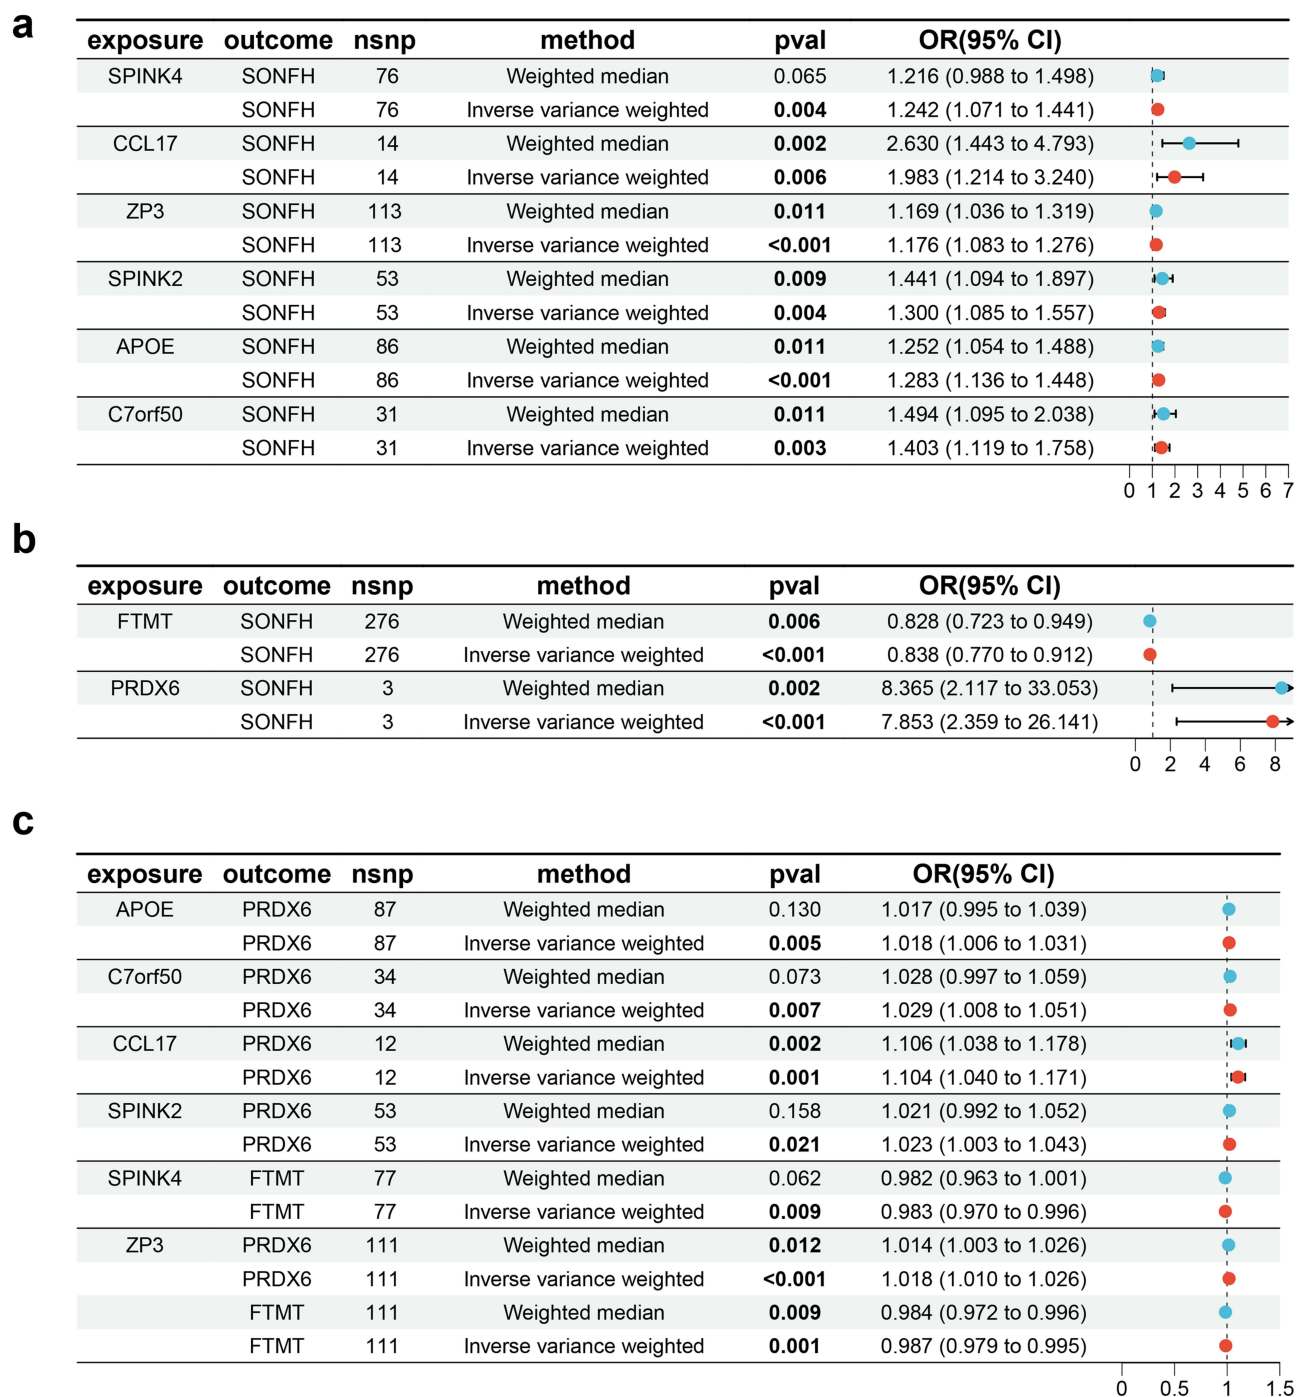 a
exposure outcome nsnp method pval OR(95% CI)
SPINK4 SONFH 76 Weighted median 0.065 1.216 (0.988 to 1.498)
SONFH 76 Inverse variance weighted 0.004 1.242 (1.071 to 1.441)
CCL17 SONFH 14 Weighted median 0.002 2.630 (1.443 to 4.793)
SONFH 14 Inverse variance weighted 0.006 1.983 (1.214 to 3.240)
ZP3 SONFH 113 Weighted median 0.011 1.169 (1.036 to 1.319)
SONFH 113 Inverse variance weighted <0.001 1.176 (1.083 to 1.276)
SPINK2 SONFH 53 Weighted median 0.009 1.441 (1.094 to 1.897)
SONFH 53 Inverse variance weighted 0.004 1.300 (1.085 to 1.557)
APOE SONFH 86 Weighted median 0.011 1.252 (1.054 to 1.488)
SONFH 86 Inverse variance weighted <0.001 1.283 (1.136 to 1.448)
C7orf50 SONFH 31 Weighted median 0.011 1.494 (1.095 to 2.038)
SONFH 31 Inverse variance weighted 0.003 1.403 (1.119 to 1.758)
0 1 2 3 4 5 6 7
b
exposure outcome nsnp method pval OR(95% CI)
FTMT SONFH 276 Weighted median 0.006 0.828 (0.723 to 0.949)
SONFH 276 Inverse variance weighted <0.001 0.838 (0.770 to 0.912)
PRDX6 SONFH 3 Weighted median 0.002 8.365 (2.117 to 33.053)
SONFH 3 Inverse variance weighted <0.001 7.853 (2.359 to 26.141)
0 2 4 6 8
c
exposure outcome nsnp method pval OR(95% CI)
APOE PRDX6 87 Weighted median 0.130 1.017 (0.995 to 1.039)
PRDX6 87 Inverse variance weighted 0.005 1.018 (1.006 to 1.031)
C7orf50 PRDX6 34 Weighted median 0.073 1.028 (0.997 to 1.059)
PRDX6 34 Inverse variance weighted 0.007 1.029 (1.008 to 1.051)
CCL17 PRDX6 12 Weighted median 0.002 1.106 (1.038 to 1.178)
PRDX6 12 Inverse variance weighted 0.001 1.104 (1.040 to 1.171)
SPINK2 PRDX6 53 Weighted median 0.158 1.021 (0.992 to 1.052)
PRDX6 53 Inverse variance weighted 0.021 1.023 (1.003 to 1.043)
SPINK4 FTMT 77 Weighted median 0.062 0.982 (0.963 to 1.001)
FTMT 77 Inverse variance weighted 0.009 0.983 (0.970 to 0.996)
ZP3 PRDX6 111 Weighted median 0.012 1.014 (1.003 to 1.026)
PRDX6 111 Inverse variance weighted <0.001 1.018 (1.010 to 1.026)
FTMT 111 Weighted median 0.009 0.984 (0.972 to 0.996)
FTMT 111 Inverse variance weighted 0.001 0.987 (0.979 to 0.995)
0 0.5 1 1.5